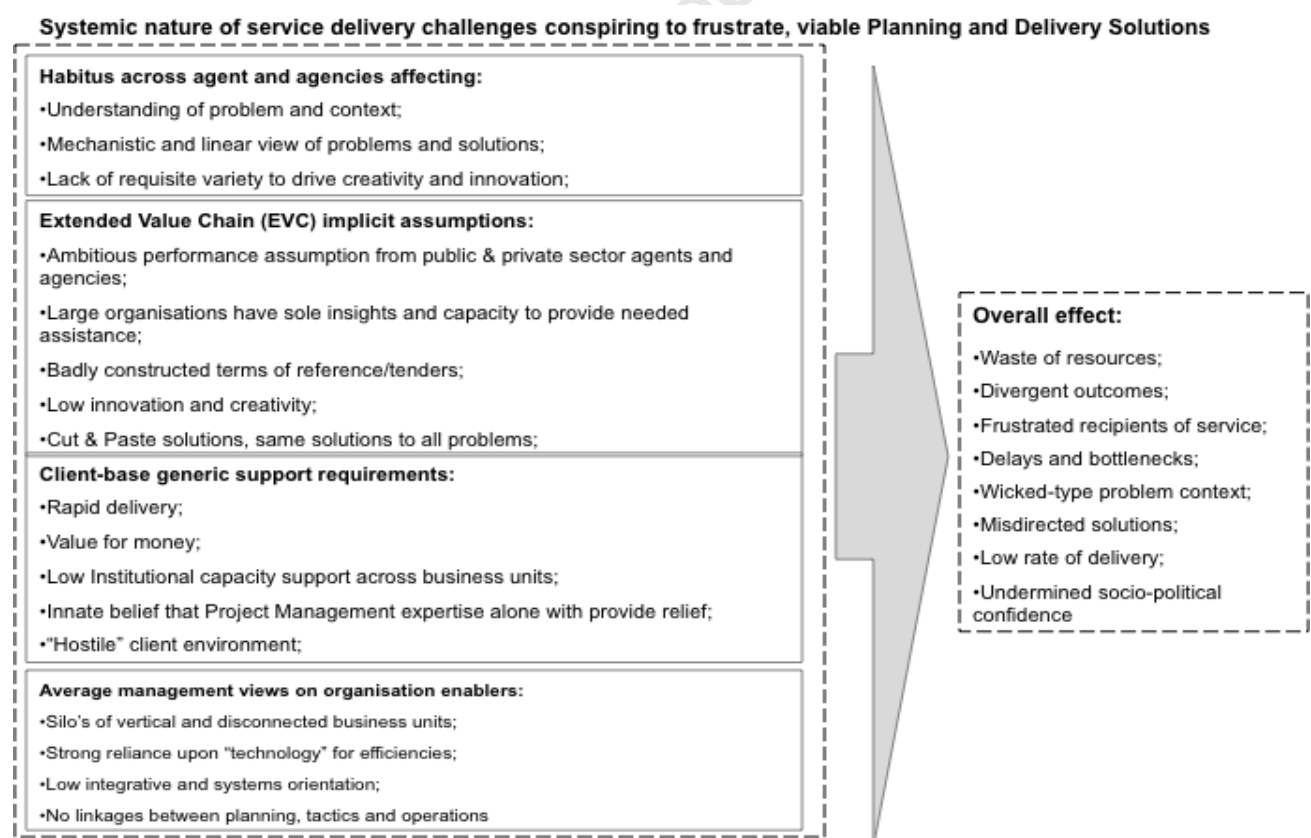 Systemic nature of service delivery challenges conspiring to frustrate, viable Planning and Delivery Solutions
Habitus across agent and agencies affecting:
•Understanding of problem and context;
•Mechanistic and linear view of problems and solutions;
•Lack of requisite variety to drive creativity and innovation;
Extended Value Chain (EVC) implicit assumptions:
•Ambitious performance assumption from public & private sector agents and
agencies;
•Large organisations have sole insights and capacity to provide needed
assistance;
•Badly constructed terms of reference/tenders;
•Low innovation and creativity;
•Cut & Paste solutions, same solutions to all problems;
Client-base generic support requirements:
•Rapid delivery;
•Value for money;
•Low Institutional capacity support across business units;
•Innate belief that Project Management expertise alone with provide relief;
•“Hostile” client environment;
Average management views on organisation enablers:
•Silo’s of vertical and disconnected business units;
•Strong reliance upon “technology” for efficiencies;
•Low integrative and systems orientation;
•No linkages between planning, tactics and operations
Overall effect:
•Waste of resources;
•Divergent outcomes;
•Frustrated recipients of service;
•Delays and bottlenecks;
•Wicked-type problem context;
•Misdirected solutions;
•Low rate of delivery;
•Undermined socio-political
confidence